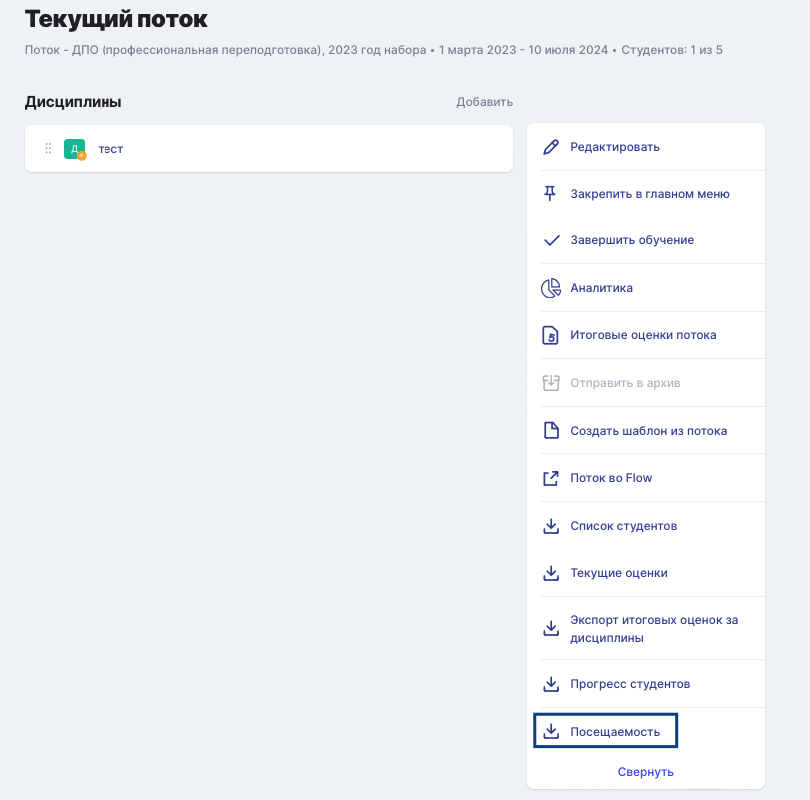 Текущий поток
Поток - ДПО (профессиональная переподготовка), 2023 год набора • 1 марта 2023 - 10 июля 2024 • Студентов: 1 из 5
Дисциплины
Добавить
Д
тест
Редактировать
Закрепить в главном меню
Завершить обучение
Аналитика
5
Итоговые оценки потока
Отправить в архив
Создать шаблон из потока
Поток во Flow
Список студентов
Текущие оценки
Экспорт итоговых оценок за
дисциплины
Прогресс студентов
Посещаемость
Свернуть